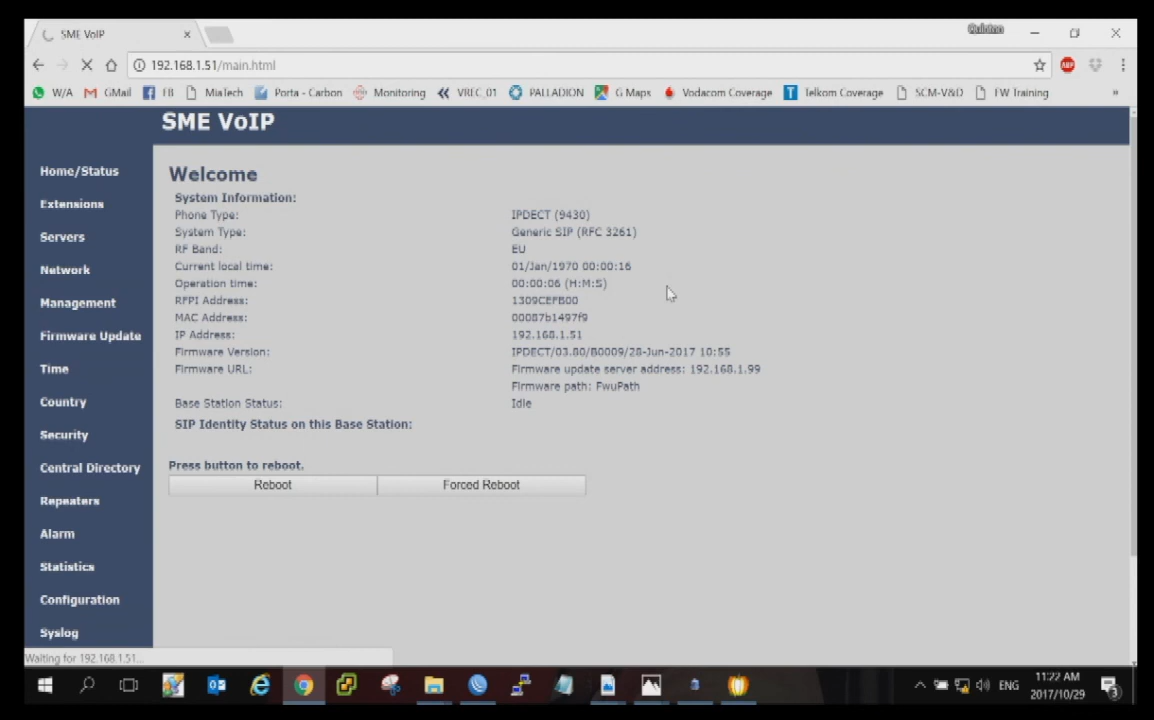 SME VoIP
192.168.1.51/main.html
W/A GMail FB MiaTech Porta - Carbon Monitoring VREC_01 PALLADION G Maps Vodacom Coverage Telkom Coverage SCM-V&D FW Training »
SME VoIP
Home/Status
Extensions
Servers
Network
Management
Firmware Update
Time
Country
Security
Central Directory
Repeaters
Alarm
Statistics
Configuration
Syslog
Welcome
System Information:
Phone Type: IPDECT (9430)
System Type: Generic SIP (RFC 3261)
RF Band: EU
Current local time: 01/Jan/1970 00:00:16
Operation time: 00:00:06 (H:M:S)
RFPI Address: 1309CEFB00
MAC Address: 00087b1497f9
IP Address: 192.168.1.51
Firmware Version: IPDECT/03.80/B0009/28-Jun-2017 10:55
Firmware URL: Firmware update server address: 192.168.1.99
Firmware path: FwuPath
Base Station Status: Idle
SIP Identity Status on this Base Station:
Press button to reboot.
Reboot Forced Reboot
Waiting for 192.168.1.51...
ENG
11:22 AM
2017/10/29